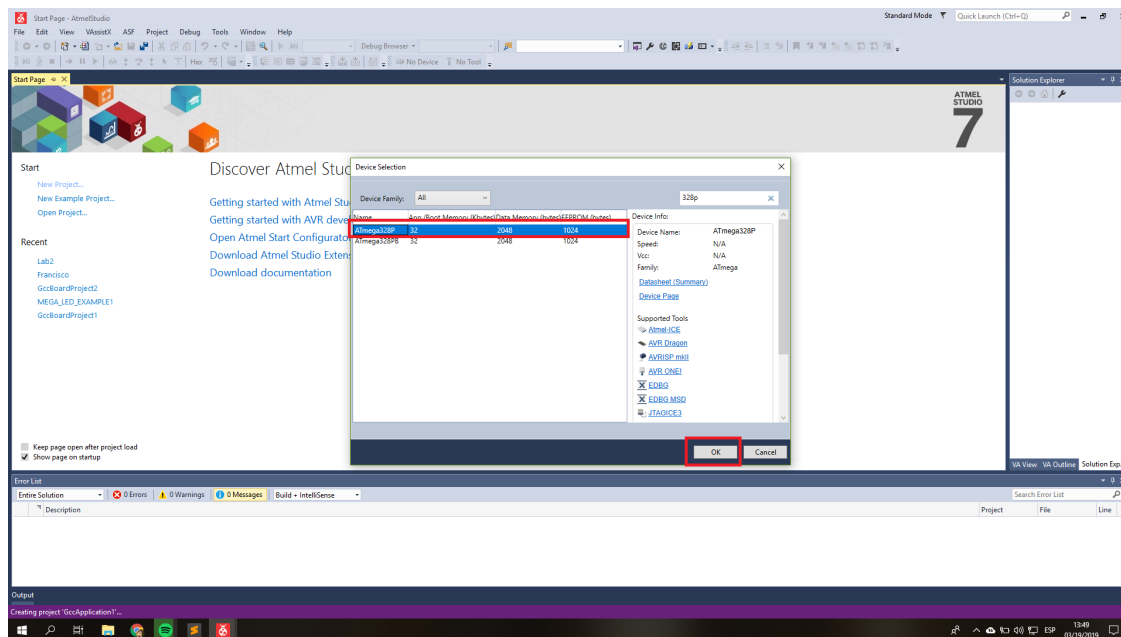 Start Page - AtmelStudio
Standard Mode
Quick Launch (Ctrl+Q)
File Edit View VAssistX ASF Project Debug Tools Window Help
Debug Browser
Hex
No Device
No Tool
Start Page
Solution Explorer
ATMEL
STUDIO
7
Start
New Project...
New Example Project...
Open Project...
Recent
Lab2
Francisco
GccBoardProject2
MEGA_LED_EXAMPLE1
GccBoardProject1
Keep page open after project load
Show page on startup
Discover Atmel Stud
Getting started with Atmel Stu
Getting started with AVR deve
Open Atmel Start Configurato
Download Atmel Studio Exten
Download documentation
Device Selection
Device Family: All
328p
Name App./Boot Memory (Kbytes) Data Memory (bytes) EEPROM (bytes)
ATmega328P 32 2048 1024
ATmega328PB 32 2048 1024
Device Info:
Device Name: ATmega328P
Speed: N/A
Vcc: N/A
Family: ATmega
Datasheet (Summary)
Device Page
Supported Tools
Atmel-ICE
AVR Dragon
AVRISP mkII
AVR ONE!
EDBG
EDBG MSD
JTAGICE3
OK Cancel
VA View VA Outline Solution Exp
Error List
Entire Solution 0 Errors 0 Warnings 0 Messages Build + IntelliSense
Search Error List
Description Project File Line
Output
Creating project 'GccApplication1'...
ESP
13:49
03/19/2019